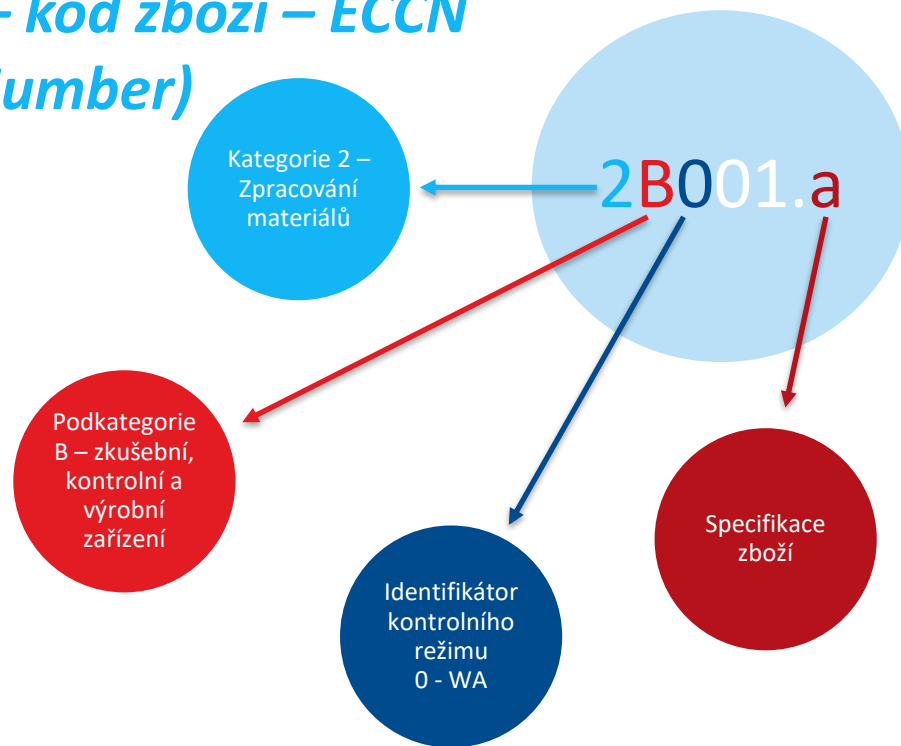 – kód zboží – ECCN
Number)
Kategorie 2 –
Zpracování
materiálů
2B001.a
Podkategorie
B – zkušební,
kontrolní a
výrobní
zařízení
Identifikátor
kontrolního
režimu
0 - WA
Specifikace
zboží